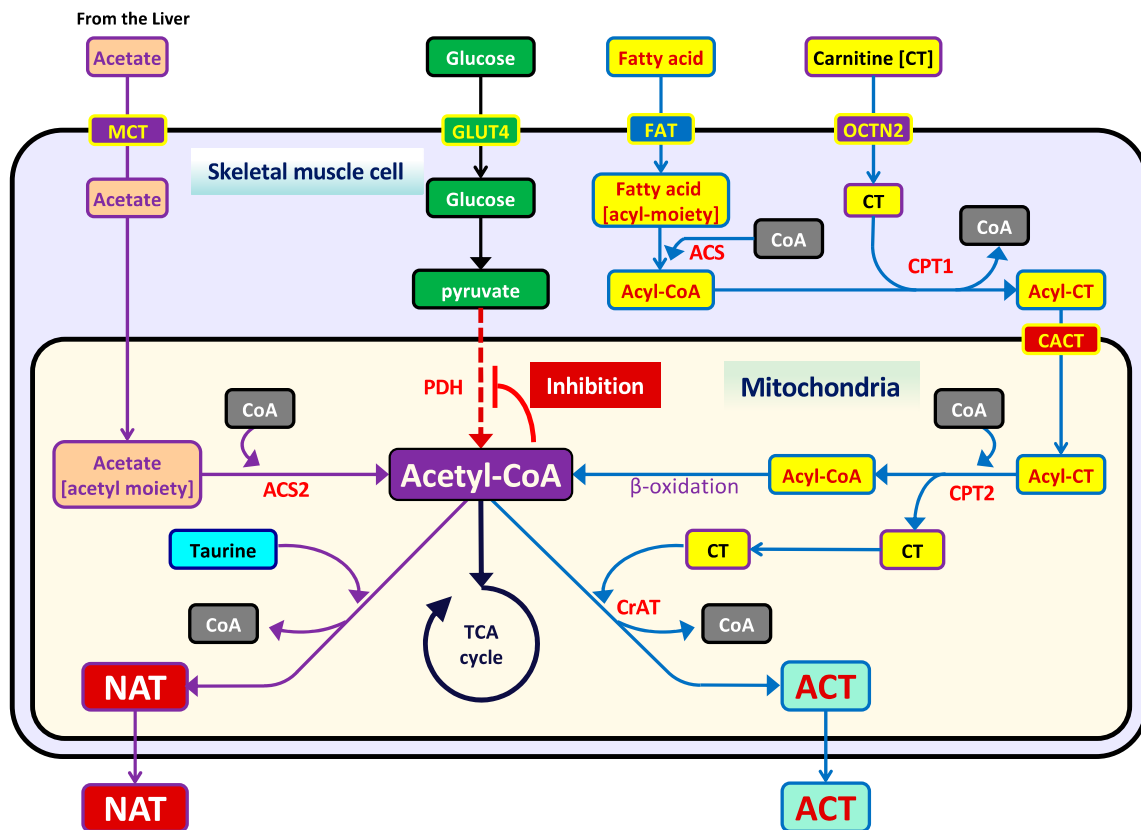 From the Liver
Acetate
Glucose
Fatty acid
Carnitine [CT]
MCT
GLUT4
FAT
OCTN2
Skeletal muscle cell
Acetate
Glucose
Fatty acid
[acyl-moiety]
CT
CoA
CoA
ACS
CPT1
pyruvate
Acyl-CoA
Acyl-CT
CACT
PDH
Inhibition
Mitochondria
CoA
CoA
Acetate
[acetyl moiety]
ACS2
Acetyl-CoA
β-oxidation
Acyl-CoA
CPT2
Acyl-CT
Taurine
CT
CT
CoA
TCA
cycle
CrAT
CoA
NAT
ACT
NAT
ACT